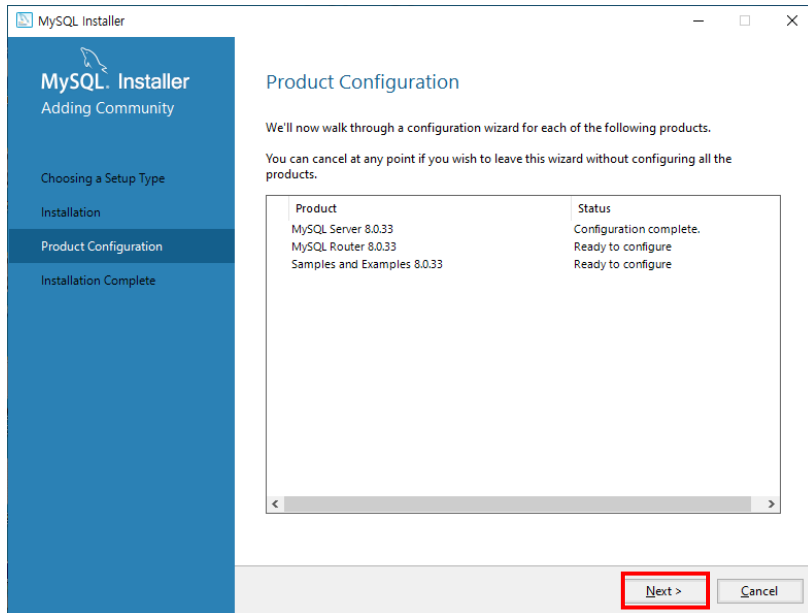 MySQL Installer
MySQL. Installer
Adding Community
Choosing a Setup Type
Installation
Product Configuration
Installation Complete
Product Configuration
We'll now walk through a configuration wizard for each of the following products.
You can cancel at any point if you wish to leave this wizard without configuring all the
products.
Product Status
MySQL Server 8.0.33 Configuration complete.
MySQL Router 8.0.33 Ready to configure
Samples and Examples 8.0.33 Ready to configure
Next > Cancel